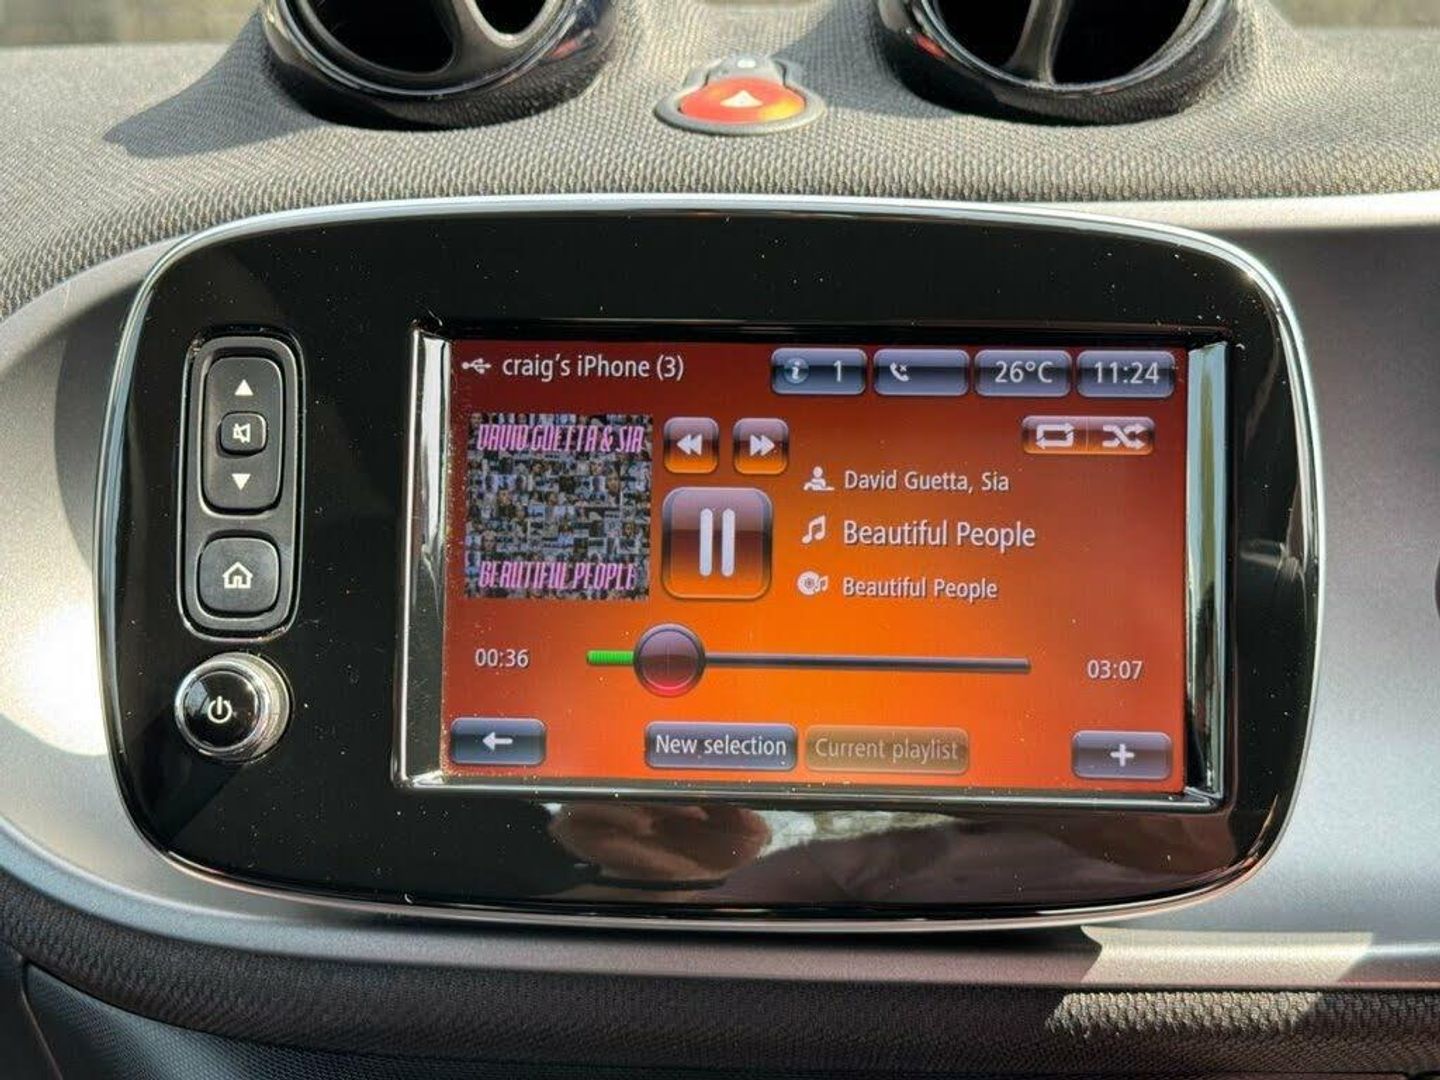 craig's iPhone (3)
1
26°C
11:24
DAVID GUETTA & SIA
BEAUTIFUL PEOPLE
David Guetta, Sia
Beautiful People
Beautiful People
00:36
03:07
New selection
Current playlist